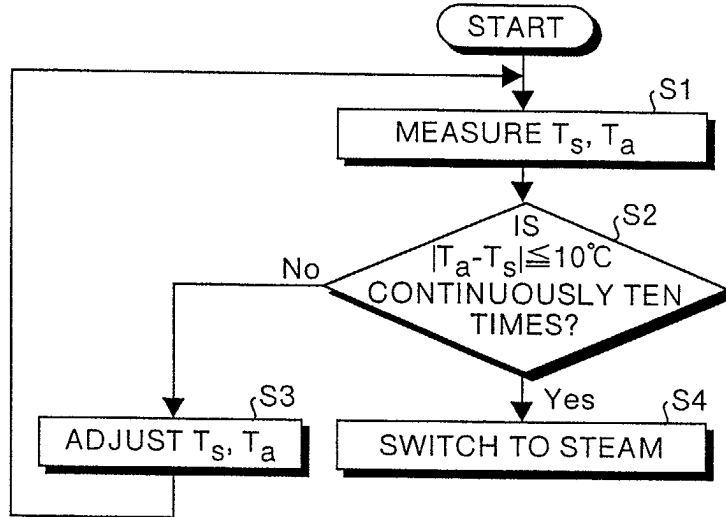 START
S1
MEASURE Ts, Ta
S2
IS
|Ta-Ts|≦10℃
CONTINUOUSLY TEN
TIMES?
No
Yes
S3
ADJUST Ts, Ta
S4
SWITCH TO STEAM